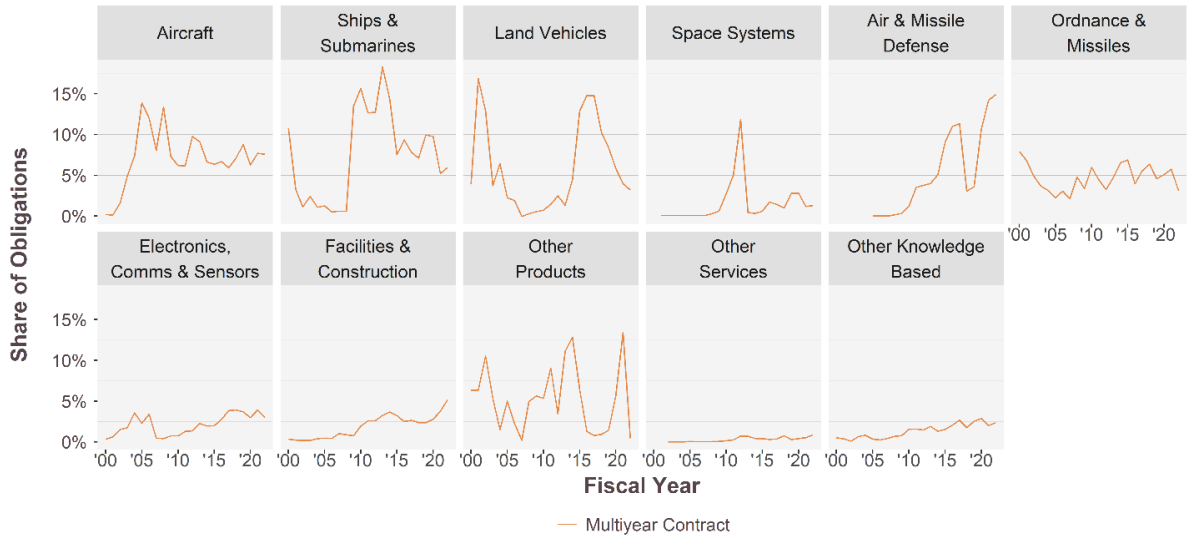 Aircraft
Ships &
Submarines
Land Vehicles
Space Systems
Air & Missile
Defense
Ordnance &
Missiles
15%
10%
5%
0%
'00 '05 '10 '15 '20
Electronics,
Comms & Sensors
Facilities &
Construction
Other
Products
Other
Services
Other Knowledge
Based
15%
10%
5%
0%
'00 '05 '10 '15 '20
'00 '05 '10 '15 '20
'00 '05 '10 '15 '20
'00 '05 '10 '15 '20
'00 '05 '10 '15 '20
Share of Obligations
Fiscal Year
Multiyear Contract